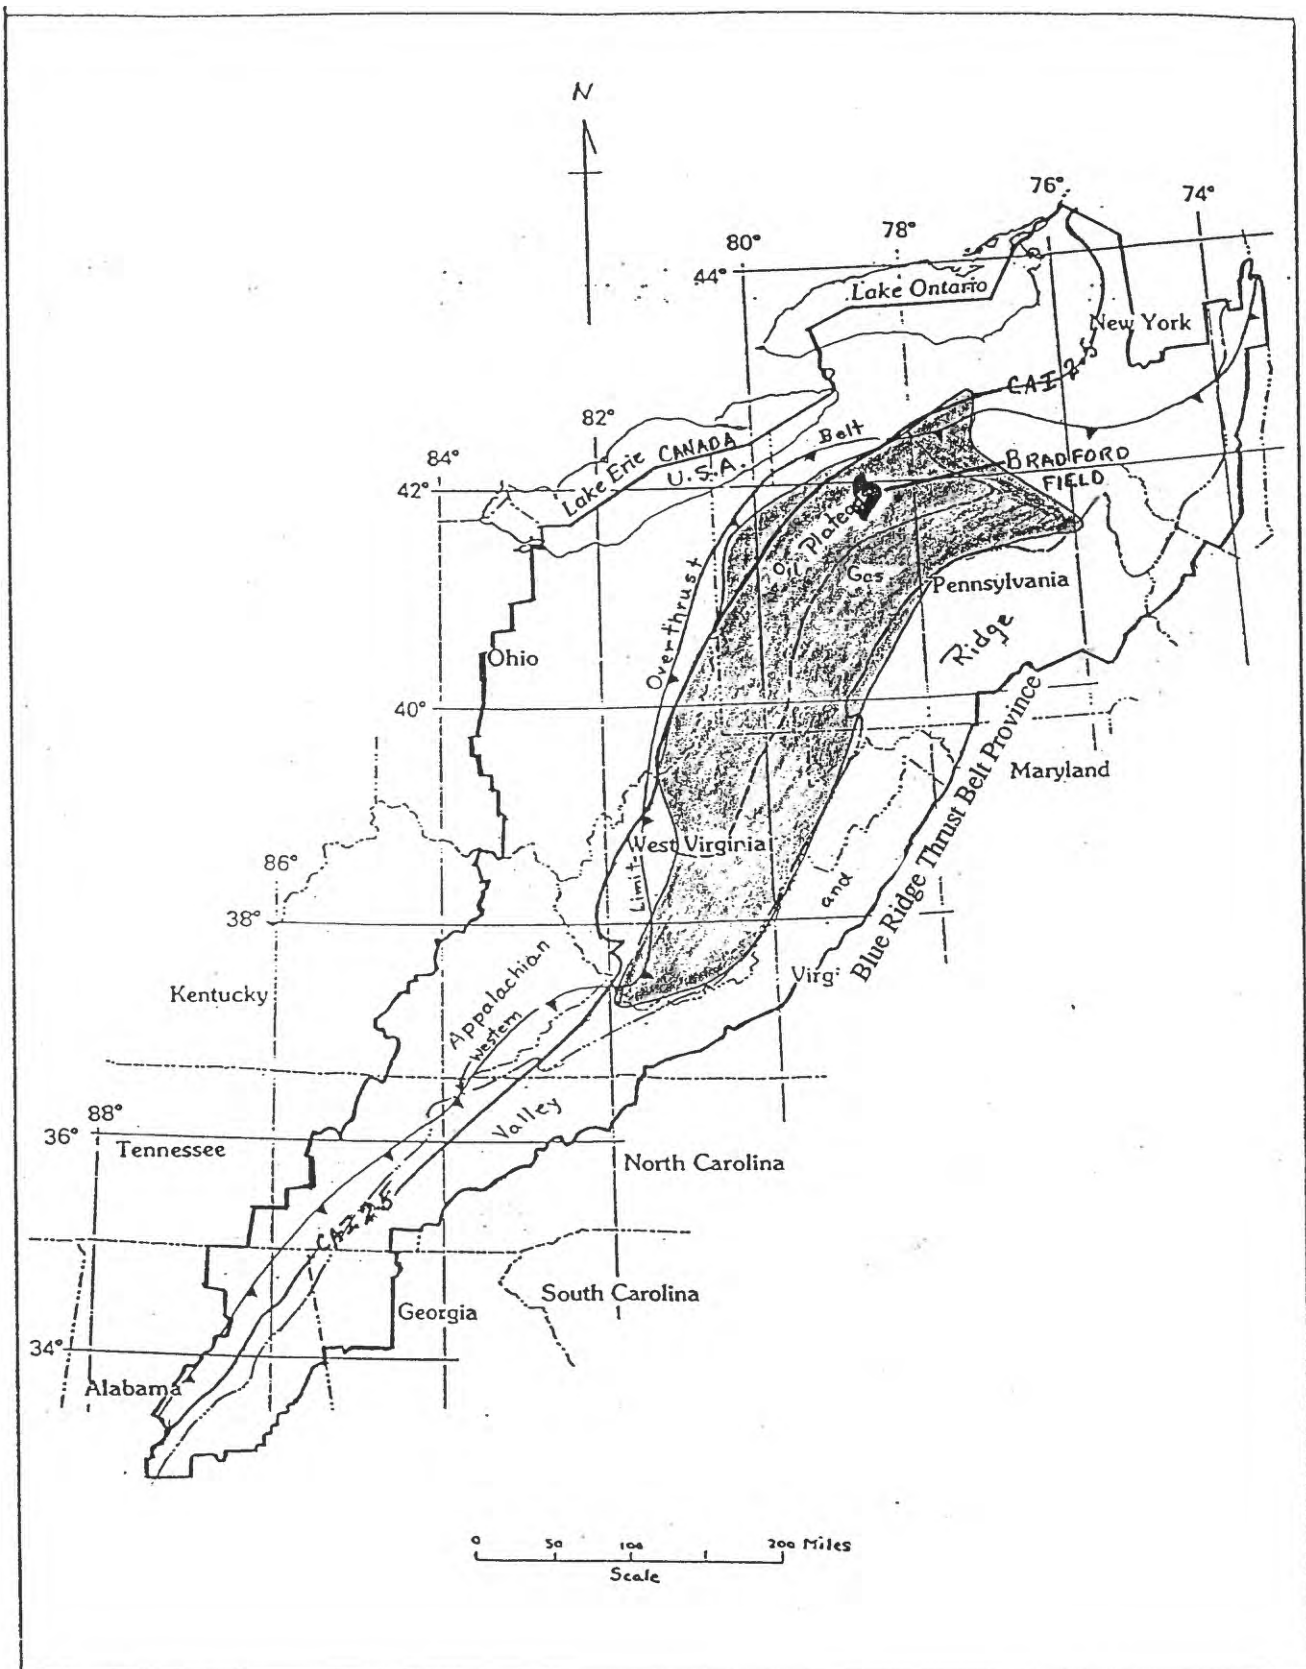 N
76°
74°
78°
80°
44°
82°
84°
42°
Lake Ontario
New York
CAI 2.5
Belt
Lake Erie
CANADA
U.S.A.
BRADFORD
FIELD
Oil
Plateau
Gas
Pennsylvania
Overthrust
Ohio
Ridge
40°
Maryland
Blue Ridge Thrust Belt Province
West Virginia
86°
Limit
and
38°
Appalachian
Western
Virgi
Kentucky
88°
36°
Tennessee
Valley
North Carolina
CAI 2.5
South Carolina
Georgia
34°
Alabama
0 50 100 200 Miles
Scale